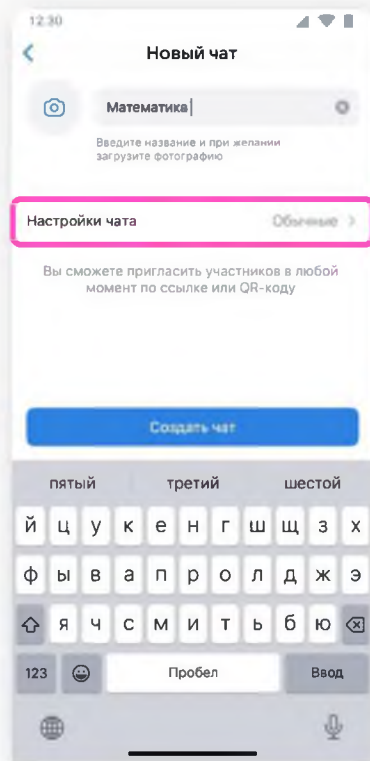 12:30
Новый чат
Математика
Введите название и при желании
загрузите фотографию
Настройки чата Обычные
Вы сможете пригласить участников в любой
момент по ссылке или QR-коду
Создать чат
пятый третий шестой
й ц у к е н г ш щ з х
ф ы в а п р о л д ж э
я ч с м и т ь б ю
123 Пробел Ввод